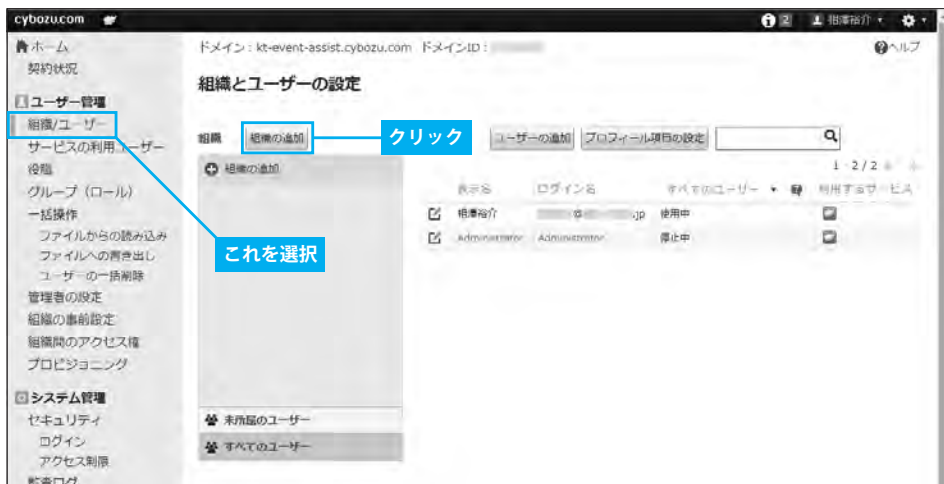 cybozu.com
2 相澤裕介
ホーム
契約状況
ユーザー管理
組織/ユーザー
サービスの利用ユーザー
役職
グループ（ロール）
一括操作
ファイルからの読み込み
ファイルへの書き出し
ユーザーの一括削除
管理者の設定
組織の事前設定
組織間のアクセス権
プロビジョニング
システム管理
セキュリティ
ログイン
アクセス制限
監査ログ
ドメイン：kt-event-assist.cybozu.com ドメインID：
ヘルプ
組織とユーザーの設定
組織 組織の追加
クリック
ユーザーの追加 プロフィール項目の設定
組織の追加
1 - 2 / 2
表示名 ログイン名 すべてのユーザー 利用するサービス
相澤裕介 @ .jp 使用中
Administrator Administrator 停止中
これを選択
未所属のユーザー
すべてのユーザー